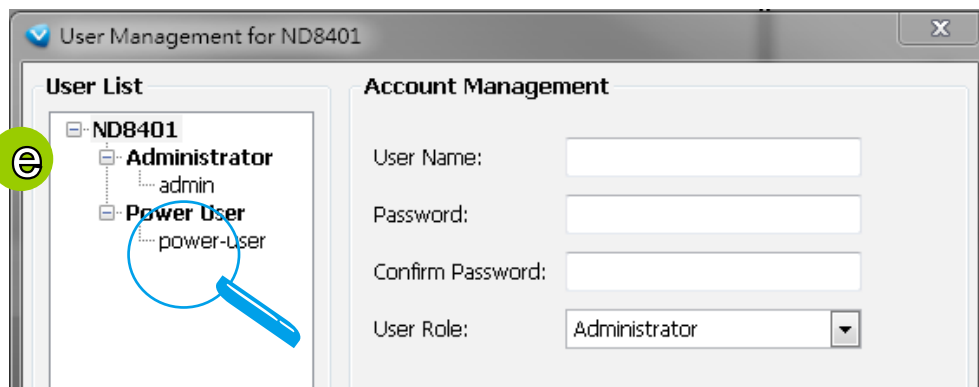 User Management for ND8401
User List
Account Management
e
ND8401
Administrator
admin
Power User
power-user
User Name:
Password:
Confirm Password:
User Role:
Administrator